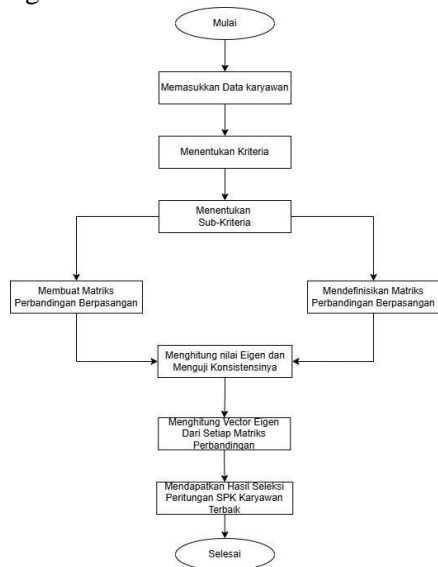 Mulai
Memasukkan Data karyawan
Menentukan Kriteria
Menentukan
Sub-Kriteria
Membuat Matriks
Perbandingan Berpasangan
Mendefinisikan Matriks
Perbandingan Berpasangan
Menghitung nilai Eigen dan
Menguji Konsistensinya
Menghitung Vector Eigen
Dari Setiap Matriks
Perbandingan
Mendapatkan Hasil Seleksi
Peritungan SPK Karyawan
Terbaik
Selesai